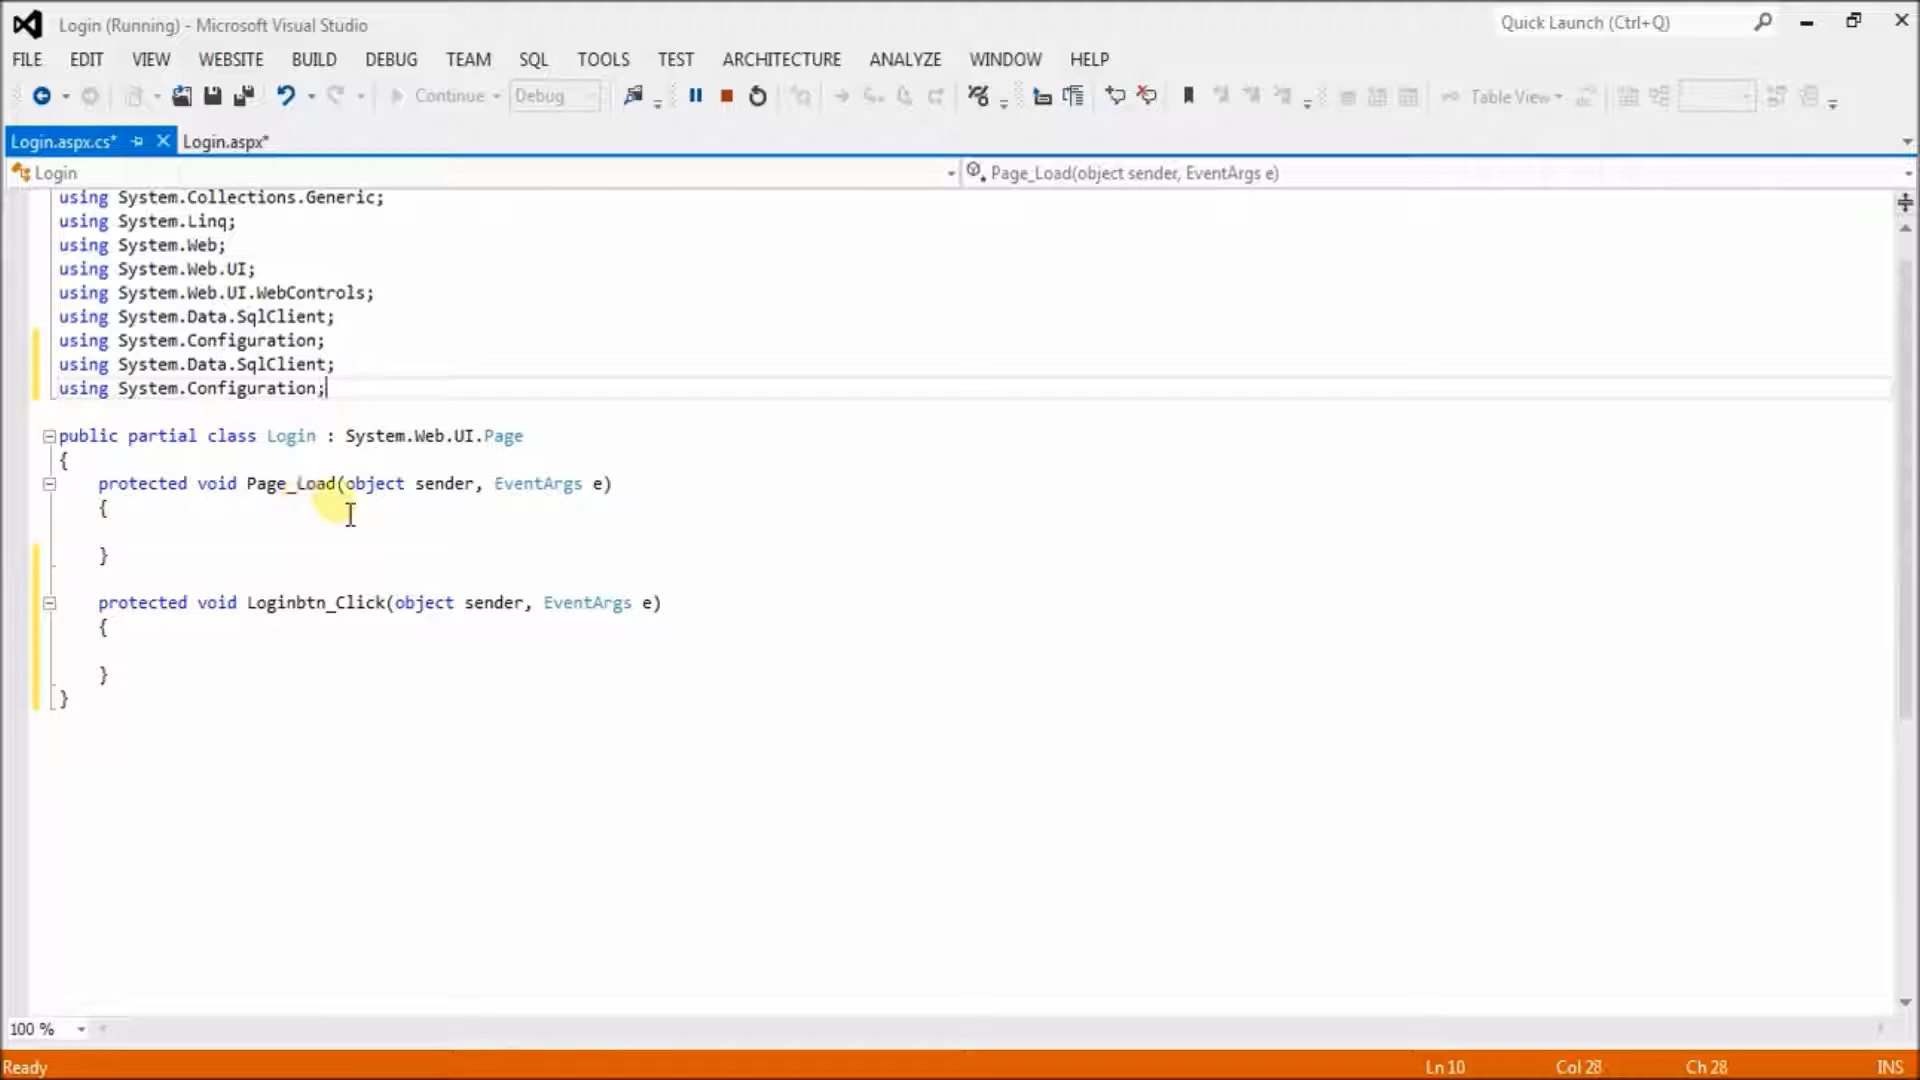 Login (Running) - Microsoft Visual Studio
Quick Launch (Ctrl+Q)
FILE EDIT VIEW WEBSITE BUILD DEBUG TEAM SQL TOOLS TEST ARCHITECTURE ANALYZE WINDOW HELP
Continue Debug Table View
Login.aspx.cs* Login.aspx*
Login Page_Load(object sender, EventArgs e)
using System.Collections.Generic;
using System.Linq;
using System.Web;
using System.Web.UI;
using System.Web.UI.WebControls;
using System.Data.SqlClient;
using System.Configuration;
using System.Data.SqlClient;
using System.Configuration;
public partial class Login : System.Web.UI.Page
{
protected void Page_Load(object sender, EventArgs e)
{
}
protected void Loginbtn_Click(object sender, EventArgs e)
{
}
}
100 %
Ready Ln 10 Col 28 Ch 28 INS